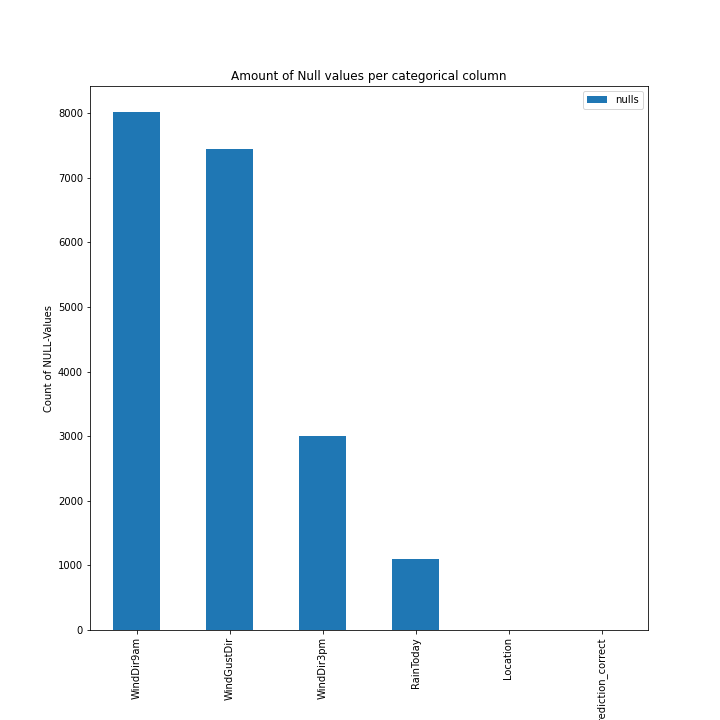 Amount of Null values per categorical column
nulls
8000
7000
6000
5000
4000
3000
2000
1000
0
Count of NULL-Values
WindDir9am
WindGustDir
WindDir3pm
RainToday
Location
ediction_correct